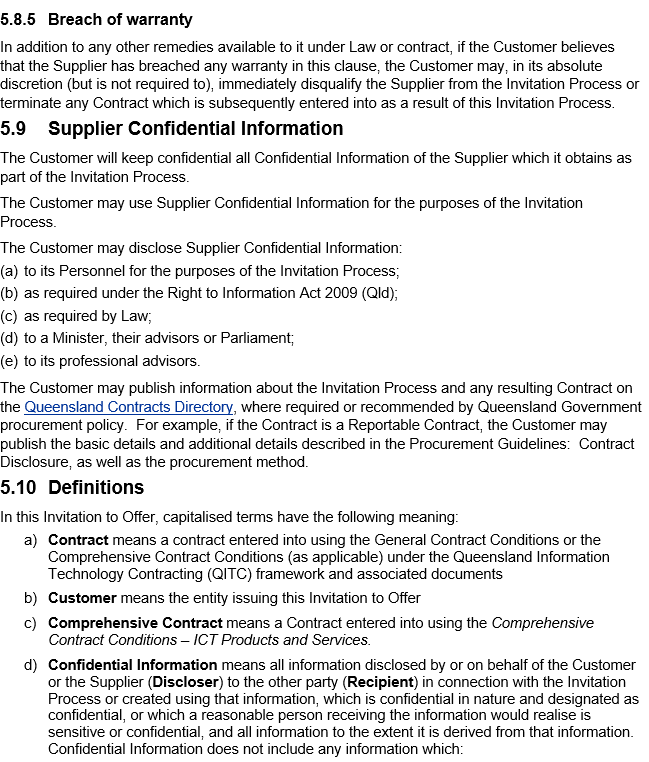 5.8.5 Breach of warranty
In addition to any other remedies available to it under Law or contract, if the Customer believes
that the Supplier has breached any warranty in this clause, the Customer may, in its absolute
discretion (but is not required to), immediately disqualify the Supplier from the Invitation Process or
terminate any Contract which is subsequently entered into as a result of this Invitation Process.
5.9 Supplier Confidential Information
The Customer will keep confidential all Confidential Information of the Supplier which it obtains as
part of the Invitation Process.
The Customer may use Supplier Confidential Information for the purposes of the Invitation
Process.
The Customer may disclose Supplier Confidential Information:
(a) to its Personnel for the purposes of the Invitation Process;
(b) as required under the Right to Information Act 2009 (Qld);
(c) as required by Law;
(d) to a Minister, their advisors or Parliament;
(e) to its professional advisors.
The Customer may publish information about the Invitation Process and any resulting Contract on
the Queensland Contracts Directory, where required or recommended by Queensland Government
procurement policy. For example, if the Contract is a Reportable Contract, the Customer may
publish the basic details and additional details described in the Procurement Guidelines: Contract
Disclosure, as well as the procurement method.
5.10 Definitions
In this Invitation to Offer, capitalised terms have the following meaning:
a) Contract means a contract entered into using the General Contract Conditions or the
Comprehensive Contract Conditions (as applicable) under the Queensland Information
Technology Contracting (QITC) framework and associated documents
b) Customer means the entity issuing this Invitation to Offer
c) Comprehensive Contract means a Contract entered into using the Comprehensive
Contract Conditions – ICT Products and Services.
d) Confidential Information means all information disclosed by or on behalf of the Customer
or the Supplier (Discloser) to the other party (Recipient) in connection with the Invitation
Process or created using that information, which is confidential in nature and designated as
confidential, or which a reasonable person receiving the information would realise is
sensitive or confidential, and all information to the extent it is derived from that information.
Confidential Information does not include any information which: